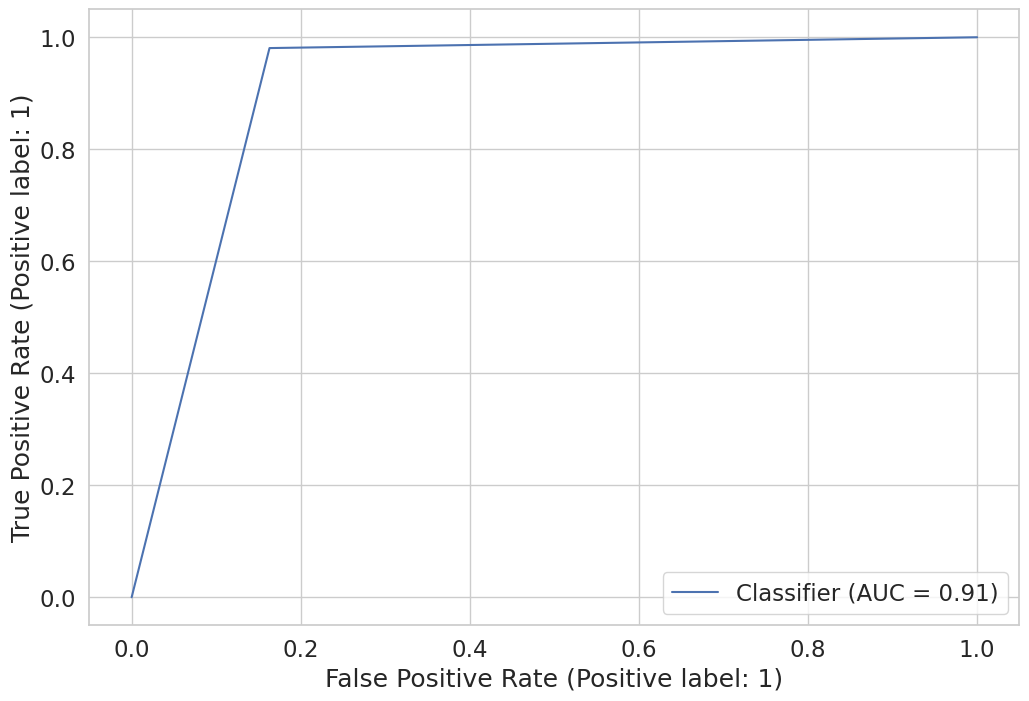 True Positive Rate (Positive label: 1)
1.0
0.8
0.6
0.4
0.2
0.0
Classifier (AUC = 0.91)
0.0 0.2 0.4 0.6 0.8 1.0
False Positive Rate (Positive label: 1)